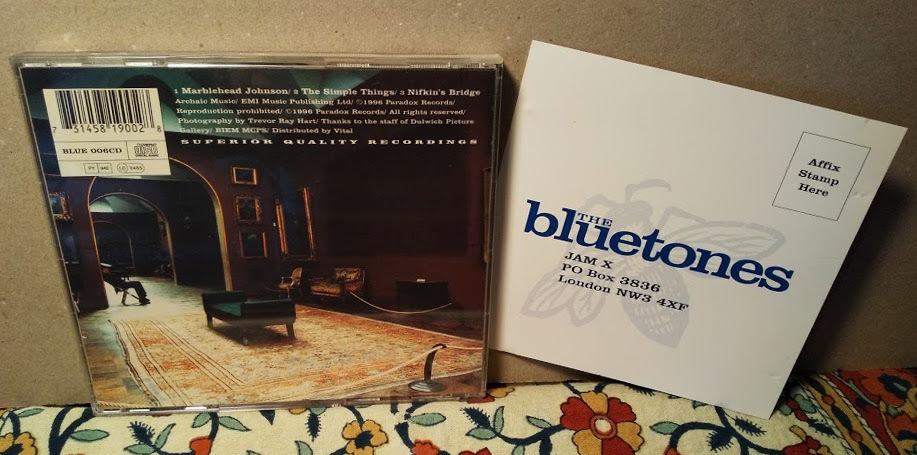 1 Marblehead Johnson/ 2 The Simple Things/ 3 Nifkin's Bridge
Archaic Music/ EMI Music Publishing Ltd/ ©1996 Paradox Records/
Reproduction prohibited/ ©1996 Paradox Records/ All rights reserved/
Photography by Trevor Ray Hart/ Thanks to the staff of Dulwich Picture
Gallery/ BIEM MCPS/ Distributed by Vital
SUPERIOR QUALITY RECORDINGS
7 31458 19002 8
BLUE 006CD
Affix
Stamp
Here
THE
bluetones
JAM X
PO Box 3836
London NW3 4XF